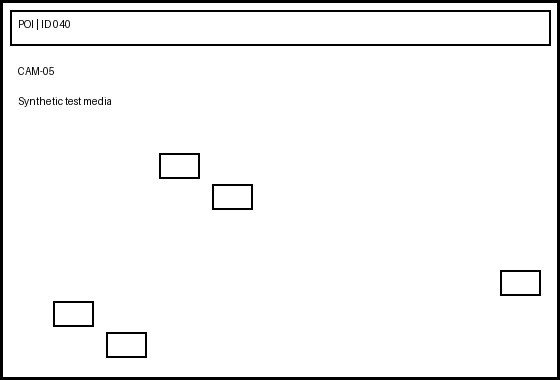 POI | ID 040
CAM-05
Synthetic test media